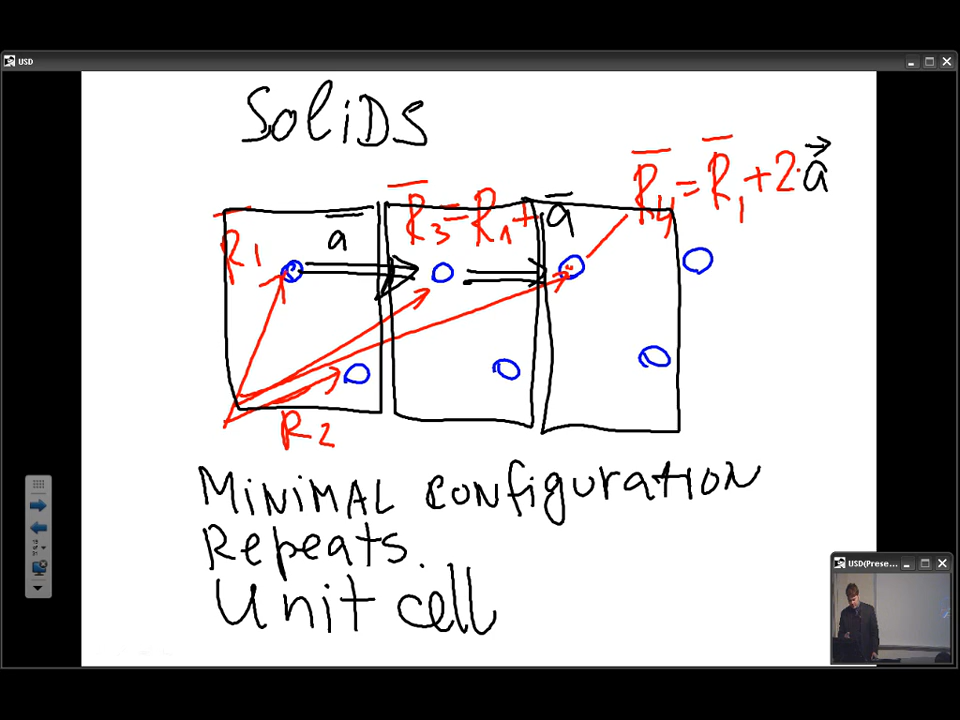 USD
SoliDS
R̅₄ = R̅₁ + 2·a⃗
R̅₁
a̅
R̅₃ = R₁ + a̅
R₂
MiNiMAL configuration
Repeats.
Unit cell
USD(Prese...